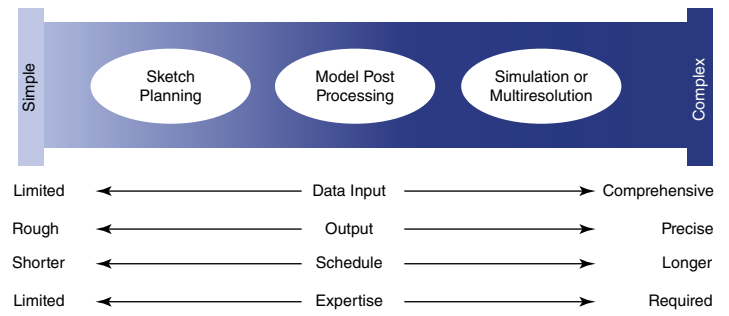 Simple
Sketch
Planning
Model Post
Processing
Simulation or
Multiresolution
Complex
Limited Data Input Comprehensive
Rough Output Precise
Shorter Schedule Longer
Limited Expertise Required